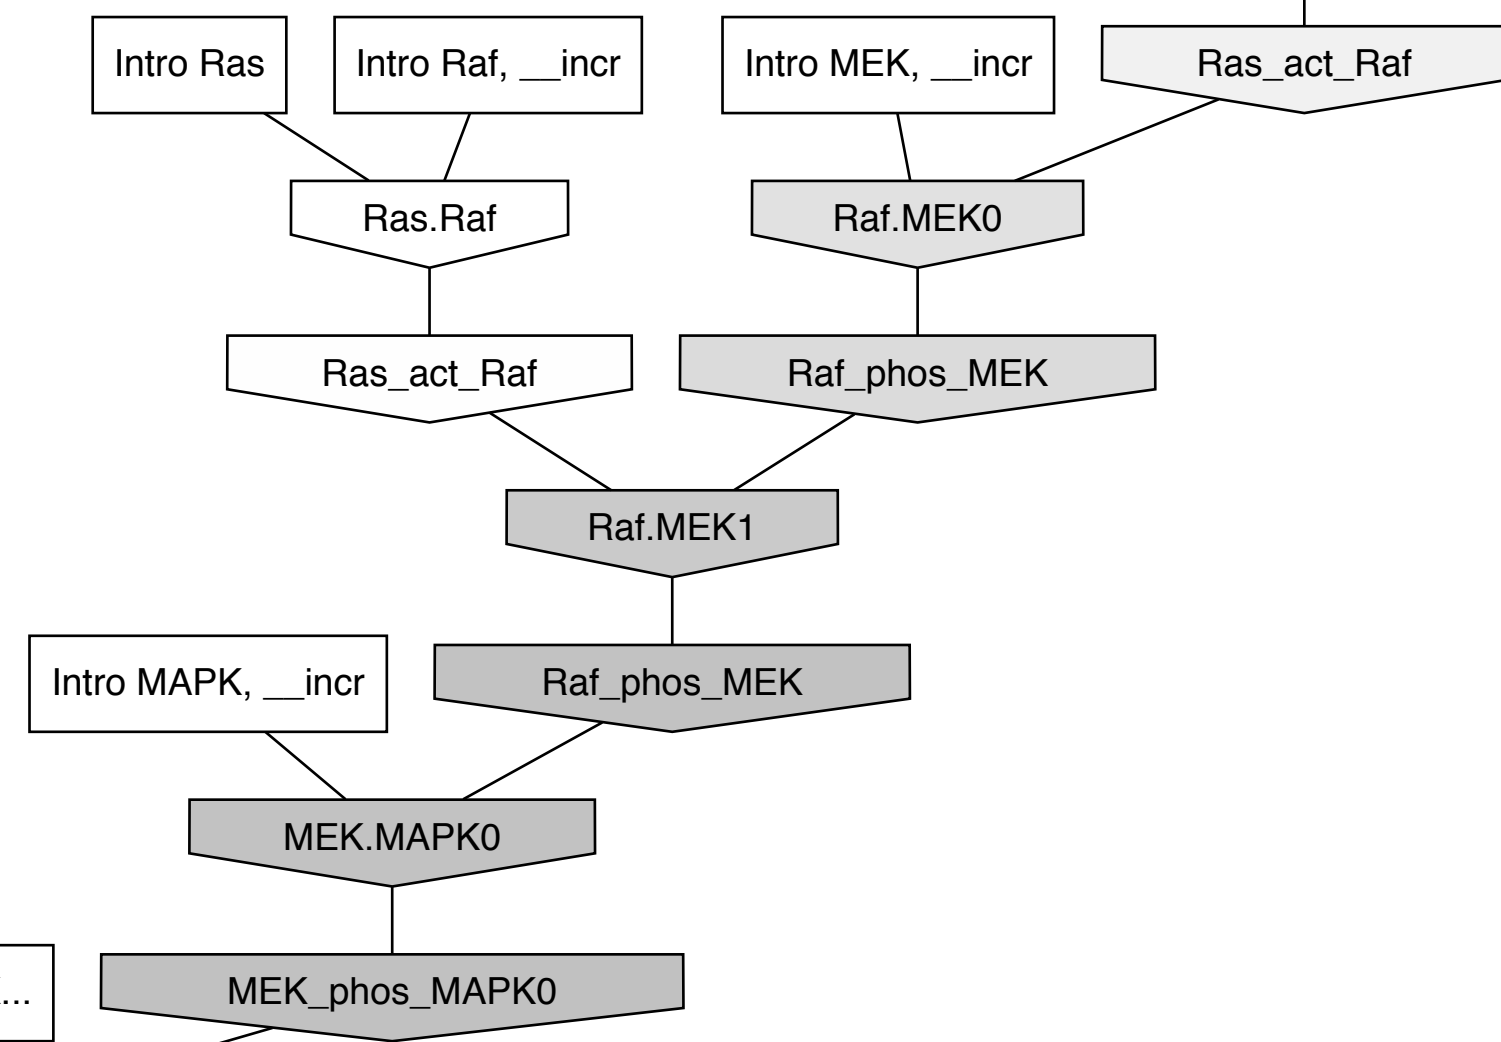 Intro Ras
Intro Raf, __incr
Intro MEK, __incr
Ras_act_Raf
Ras.Raf
Raf.MEK0
Ras_act_Raf
Raf_phos_MEK
Raf.MEK1
Intro MAPK, __incr
Raf_phos_MEK
MEK.MAPK0
...
MEK_phos_MAPK0